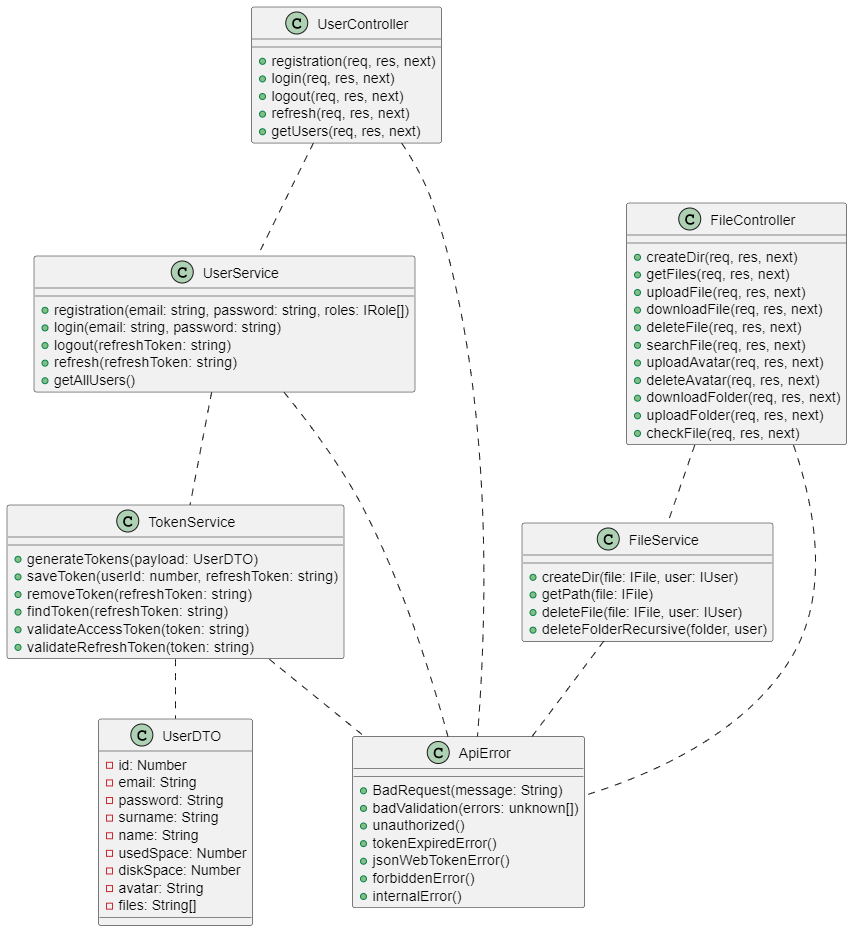 C UserController
registration(req, res, next)
login(req, res, next)
logout(req, res, next)
refresh(req, res, next)
getUsers(req, res, next)
C FileController
createDir(req, res, next)
getFiles(req, res, next)
uploadFile(req, res, next)
downloadFile(req, res, next)
deleteFile(req, res, next)
searchFile(req, res, next)
uploadAvatar(req, res, next)
deleteAvatar(req, res, next)
downloadFolder(req, res, next)
uploadFolder(req, res, next)
checkFile(req, res, next)
C UserService
registration(email: string, password: string, roles: IRole[])
login(email: string, password: string)
logout(refreshToken: string)
refresh(refreshToken: string)
getAllUsers()
C TokenService
generateTokens(payload: UserDTO)
saveToken(userId: number, refreshToken: string)
removeToken(refreshToken: string)
findToken(refreshToken: string)
validateAccessToken(token: string)
validateRefreshToken(token: string)
C FileService
createDir(file: IFile, user: IUser)
getPath(file: IFile)
deleteFile(file: IFile, user: IUser)
deleteFolderRecursive(folder, user)
C UserDTO
id: Number
email: String
password: String
surname: String
name: String
usedSpace: Number
diskSpace: Number
avatar: String
files: String[]
C ApiError
BadRequest(message: String)
badValidation(errors: unknown[])
unauthorized()
tokenExpiredError()
jsonWebTokenError()
forbiddenError()
internalError()